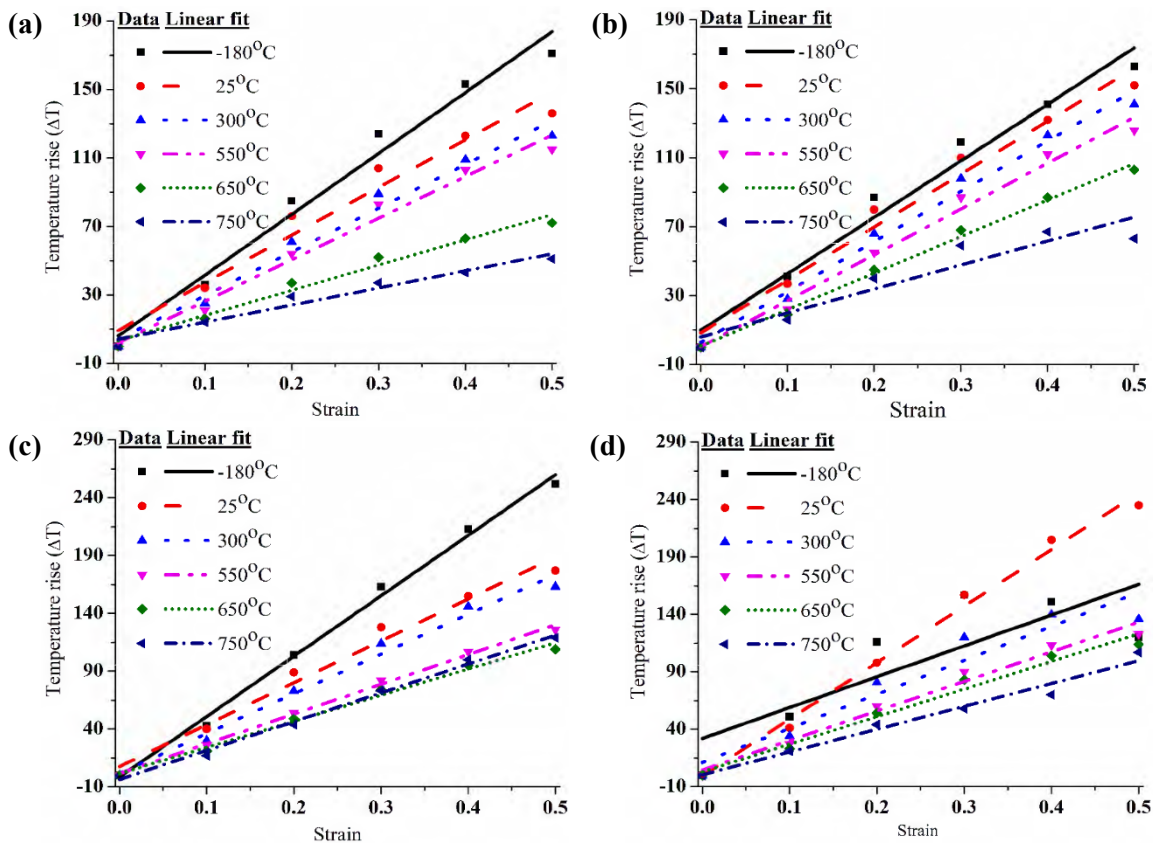 (a)
Data Linear fit
-180°C
25°C
300°C
550°C
650°C
750°C
Temperature rise (ΔT)
190
150
110
70
30
-10
0.0 0.1 0.2 0.3 0.4 0.5
Strain
(b)
Data Linear fit
-180°C
25°C
300°C
550°C
650°C
750°C
Temperature rise (ΔT)
190
150
110
70
30
-10
0.0 0.1 0.2 0.3 0.4 0.5
Strain
(c)
Data Linear fit
-180°C
25°C
300°C
550°C
650°C
750°C
Temperature rise (ΔT)
290
240
190
140
90
40
-10
0.0 0.1 0.2 0.3 0.4 0.5
Strain
(d)
Data Linear fit
-180°C
25°C
300°C
550°C
650°C
750°C
Temperature rise (ΔT)
290
240
190
140
90
40
-10
0.0 0.1 0.2 0.3 0.4 0.5
Strain